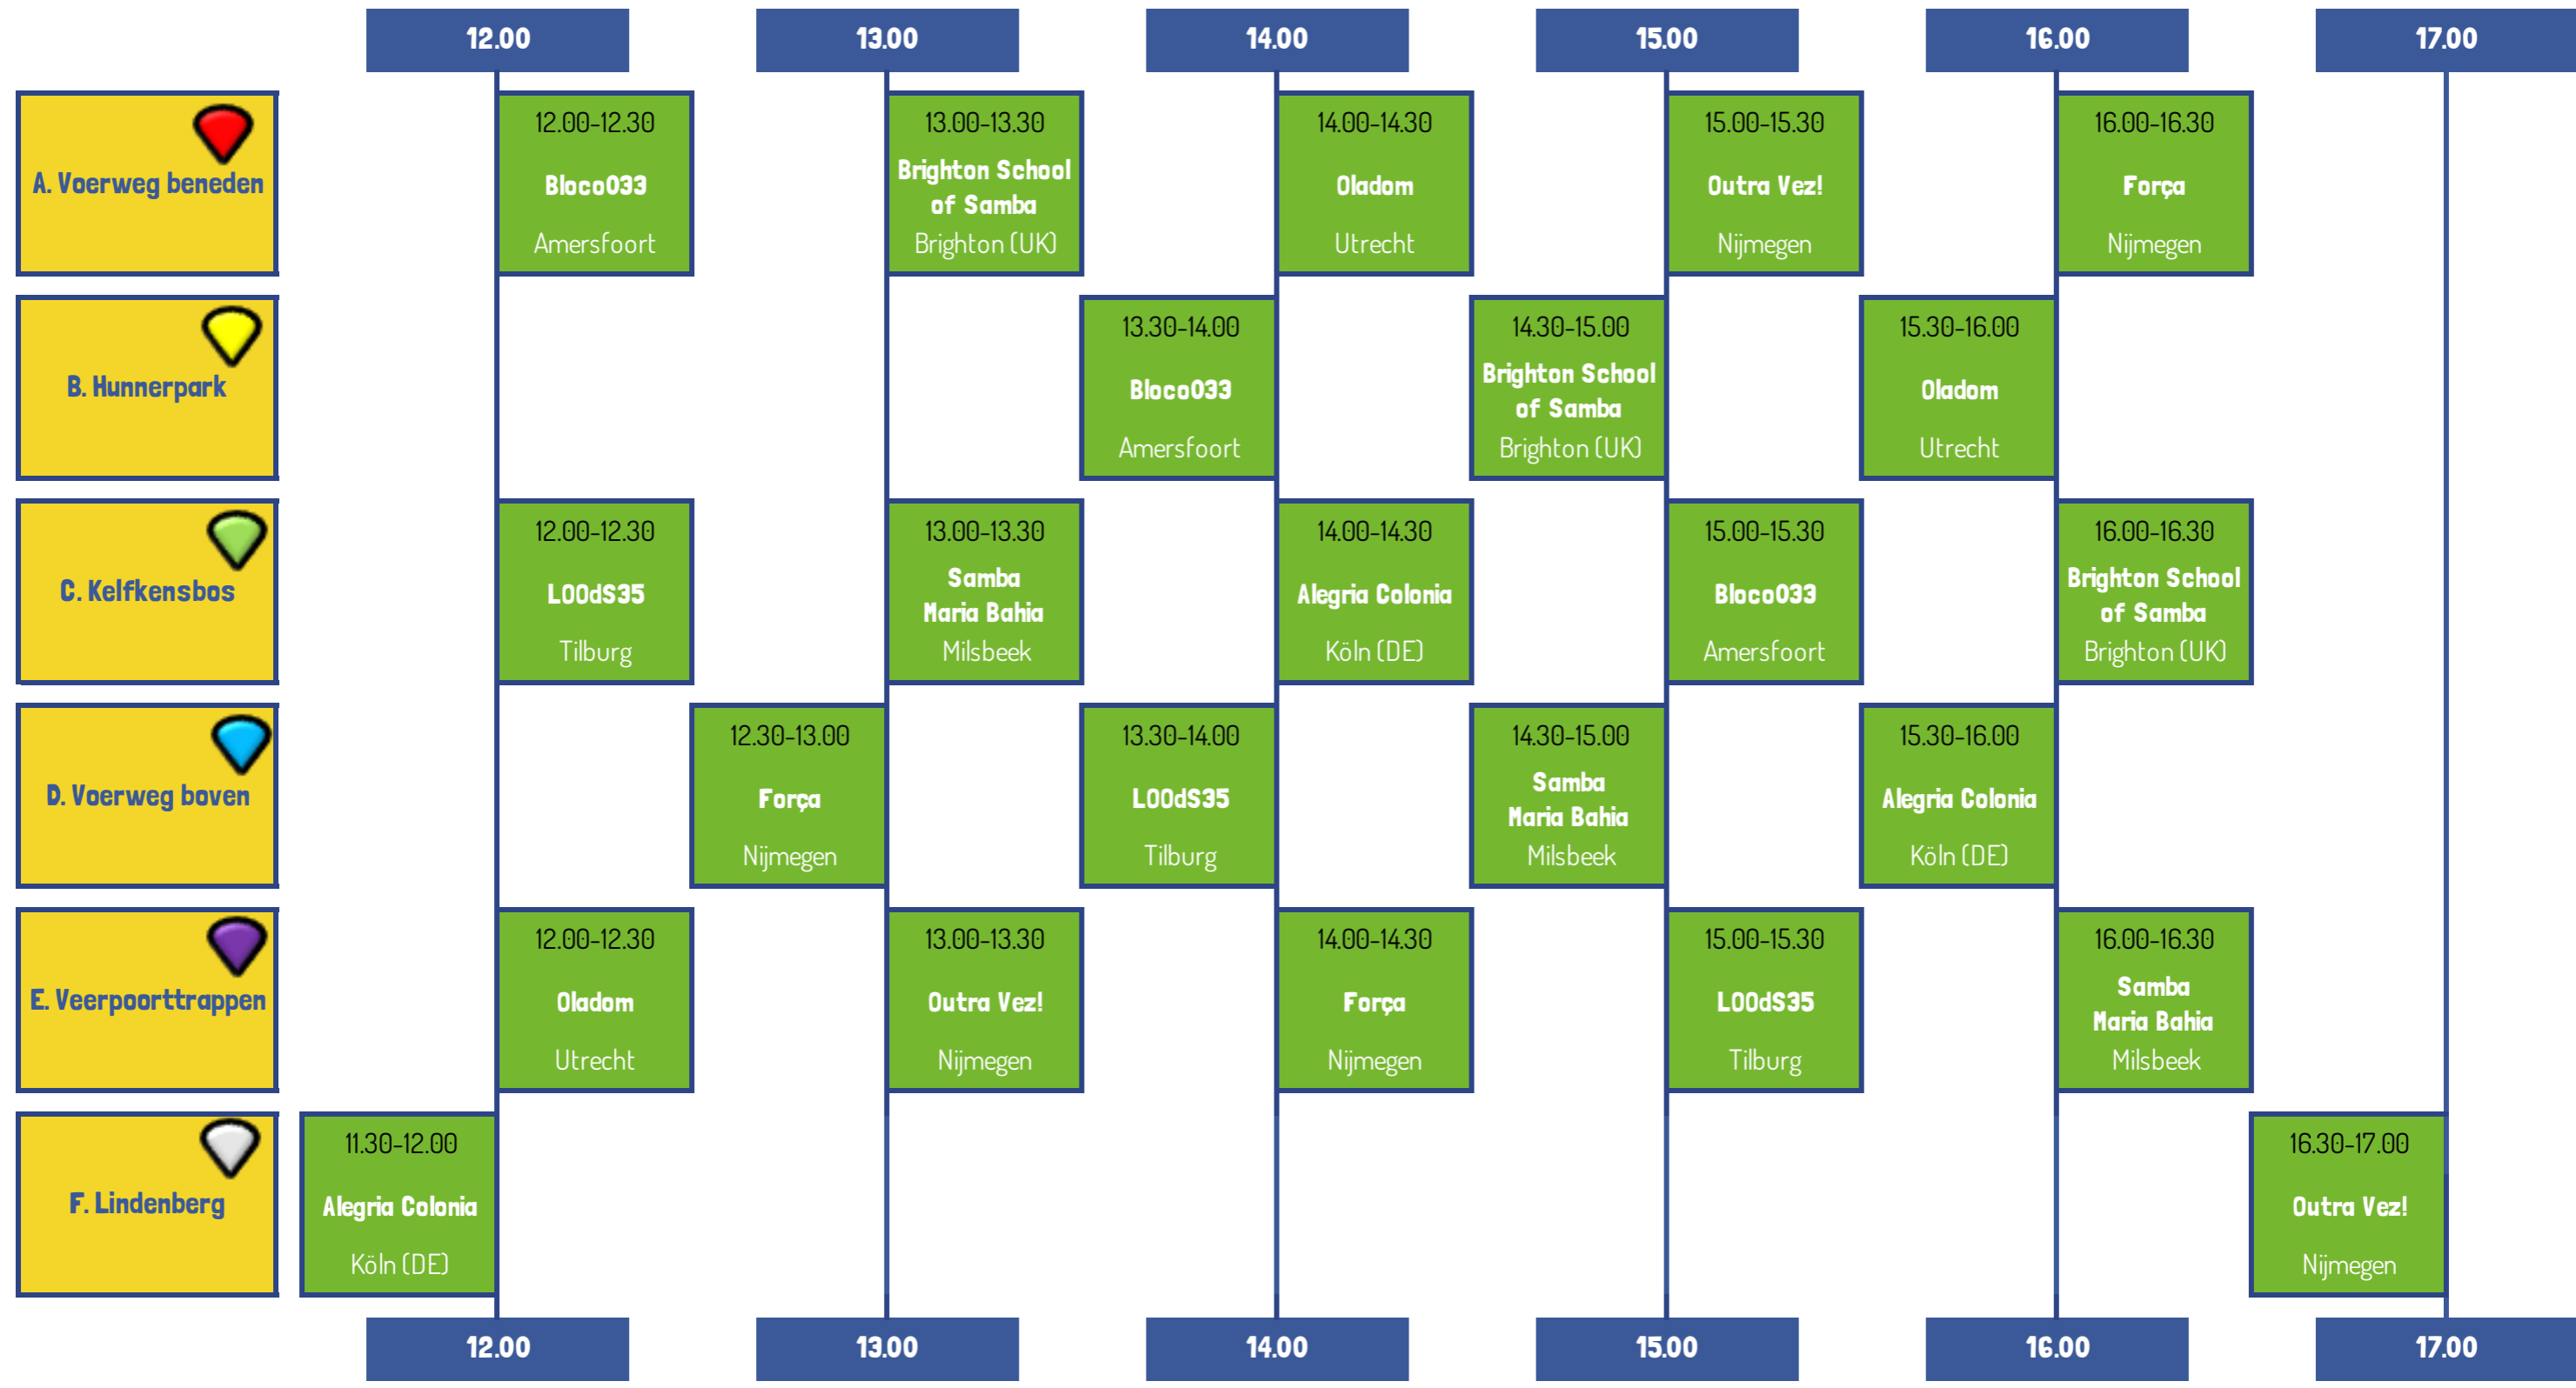 12.00
13.00
14.00
15.00
16.00
17.00
A. Voerweg beneden
12.00-12.30
Bloco033
Amersfoort
13.00-13.30
Brighton School
of Samba
Brighton (UK)
14.00-14.30
Oladom
Utrecht
15.00-15.30
Outra Vez!
Nijmegen
16.00-16.30
Força
Nijmegen
B. Hunnerpark
13.30-14.00
Bloco033
Amersfoort
14.30-15.00
Brighton School
of Samba
Brighton (UK)
15.30-16.00
Oladom
Utrecht
C. Kelfkensbos
12.00-12.30
LOOdS35
Tilburg
13.00-13.30
Samba
Maria Bahia
Milsbeek
14.00-14.30
Alegria Colonia
Köln (DE)
15.00-15.30
Bloco033
Amersfoort
16.00-16.30
Brighton School
of Samba
Brighton (UK)
D. Voerweg boven
12.30-13.00
Força
Nijmegen
13.30-14.00
LOOdS35
Tilburg
14.30-15.00
Samba
Maria Bahia
Milsbeek
15.30-16.00
Alegria Colonia
Köln (DE)
E. Veerpoorttrappen
12.00-12.30
Oladom
Utrecht
13.00-13.30
Outra Vez!
Nijmegen
14.00-14.30
Força
Nijmegen
15.00-15.30
LOOdS35
Tilburg
16.00-16.30
Samba
Maria Bahia
Milsbeek
F. Lindenberg
11.30-12.00
Alegria Colonia
Köln (DE)
16.30-17.00
Outra Vez!
Nijmegen
12.00
13.00
14.00
15.00
16.00
17.00